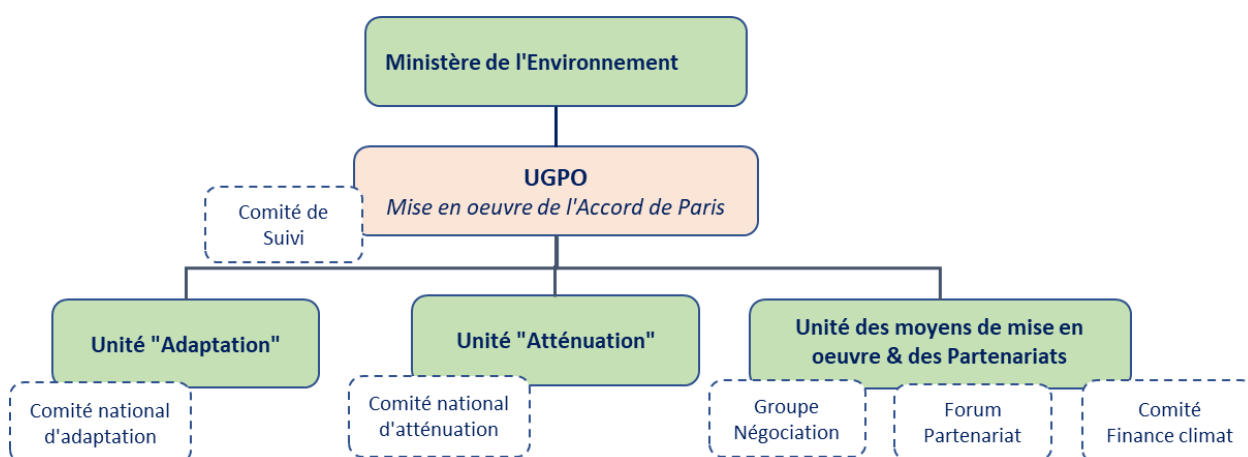 Ministère de l'Environnement
UGPO
Mise en oeuvre de l'Accord de Paris
Comité de
Suivi
Unité "Adaptation"
Unité "Atténuation"
Unité des moyens de mise en
oeuvre & des Partenariats
Comité national
d'adaptation
Comité national
d'atténuation
Groupe
Négociation
Forum
Partenariat
Comité
Finance climat